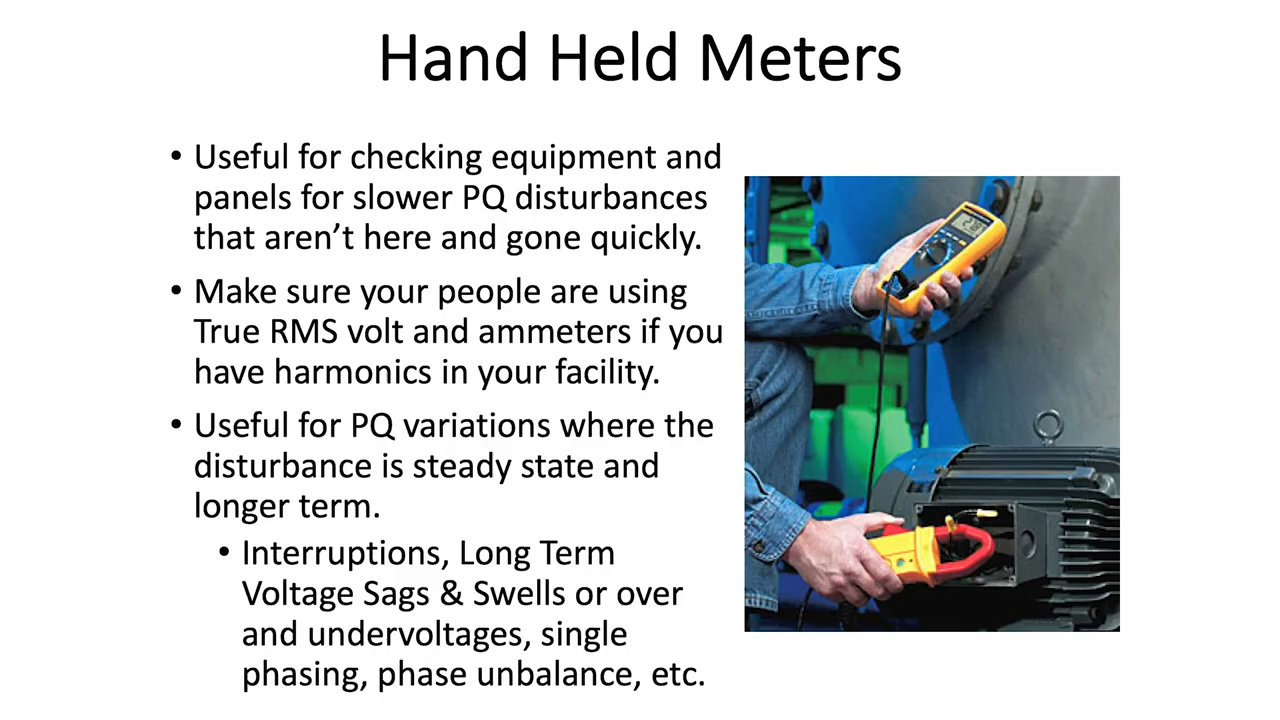 Hand Held Meters
• Useful for checking equipment and
panels for slower PQ disturbances
that aren’t here and gone quickly.
• Make sure your people are using
True RMS volt and ammeters if you
have harmonics in your facility.
• Useful for PQ variations where the
disturbance is steady state and
longer term.
• Interruptions, Long Term
Voltage Sags & Swells or over
and undervoltages, single
phasing, phase unbalance, etc.